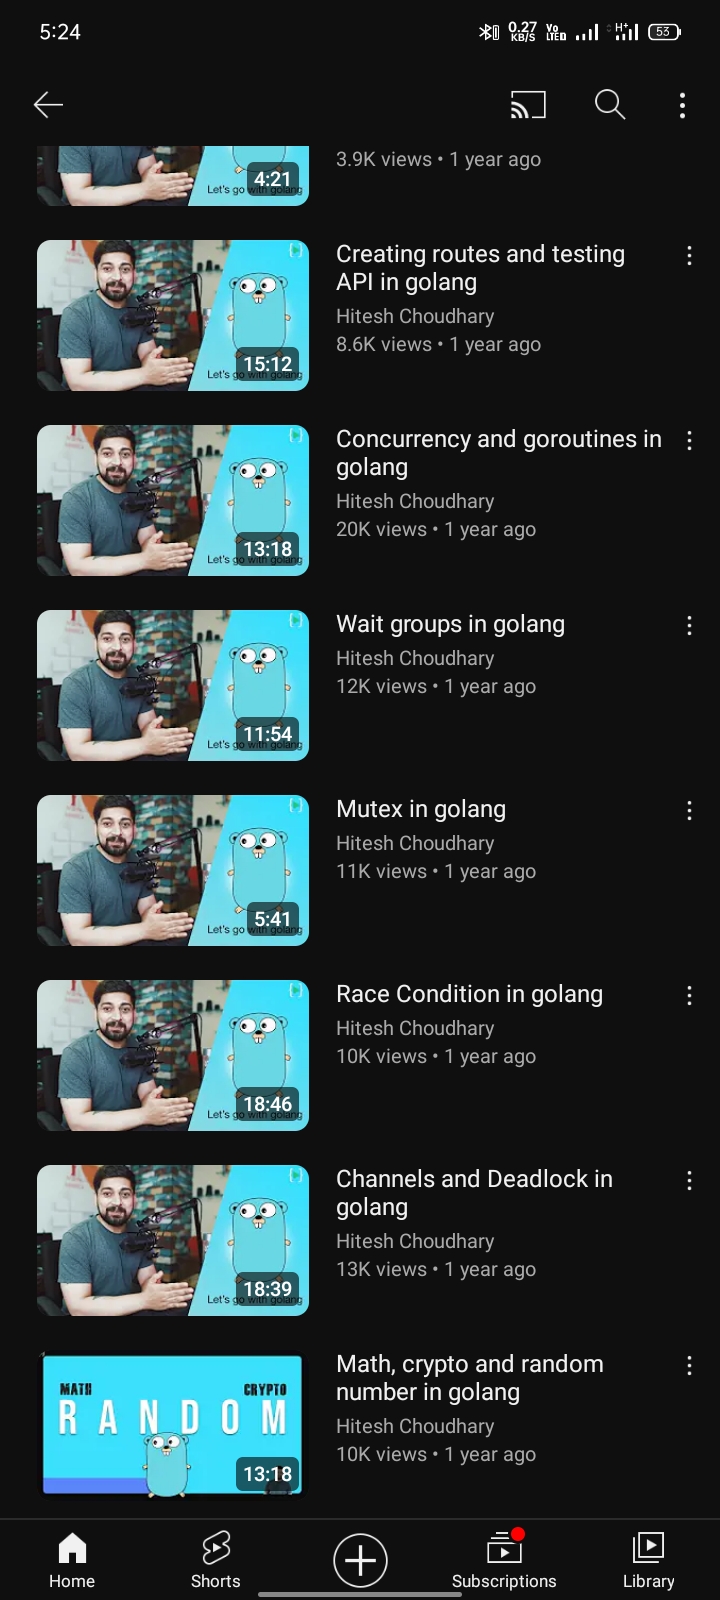 5:24
0.27
KB/S
Vo
LTED
H+
53
4:21
Let's go with golang
3.9K views • 1 year ago
Creating routes and testing
API in golang
Hitesh Choudhary
8.6K views • 1 year ago
15:12
Let's go with golang
Concurrency and goroutines in
golang
Hitesh Choudhary
20K views • 1 year ago
13:18
Let's go with golang
Wait groups in golang
Hitesh Choudhary
12K views • 1 year ago
11:54
Let's go with golang
Mutex in golang
Hitesh Choudhary
11K views • 1 year ago
5:41
Let's go with golang
Race Condition in golang
Hitesh Choudhary
10K views • 1 year ago
18:46
Let's go with golang
Channels and Deadlock in
golang
Hitesh Choudhary
13K views • 1 year ago
18:39
Let's go with golang
MATH CRYPTO
RANDOM
13:18
Math, crypto and random
number in golang
Hitesh Choudhary
10K views • 1 year ago
Home
Shorts
Subscriptions
Library